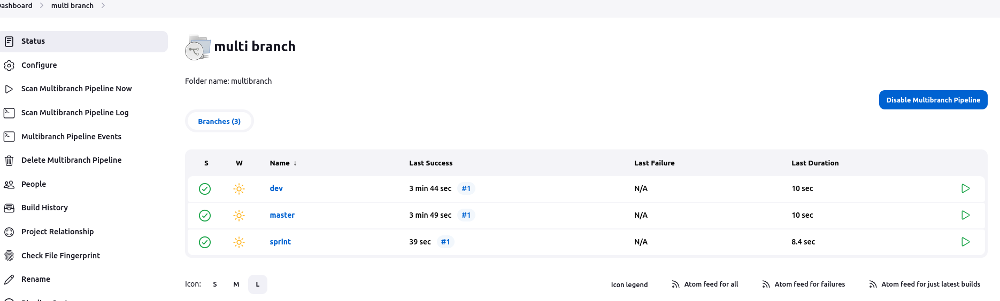 Dashboard > multi branch >
Status
Configure
Scan Multibranch Pipeline Now
Scan Multibranch Pipeline Log
Multibranch Pipeline Events
Delete Multibranch Pipeline
People
Build History
Project Relationship
Check File Fingerprint
Rename
multi branch
Folder name: multibranch
Disable Multibranch Pipeline
Branches (3)
S W Name ↓ Last Success Last Failure Last Duration
dev 3 min 44 sec #1 N/A 10 sec
master 3 min 49 sec #1 N/A 10 sec
sprint 39 sec #1 N/A 8.4 sec
Icon: S M L
Icon legend Atom feed for all Atom feed for failures Atom feed for just latest builds